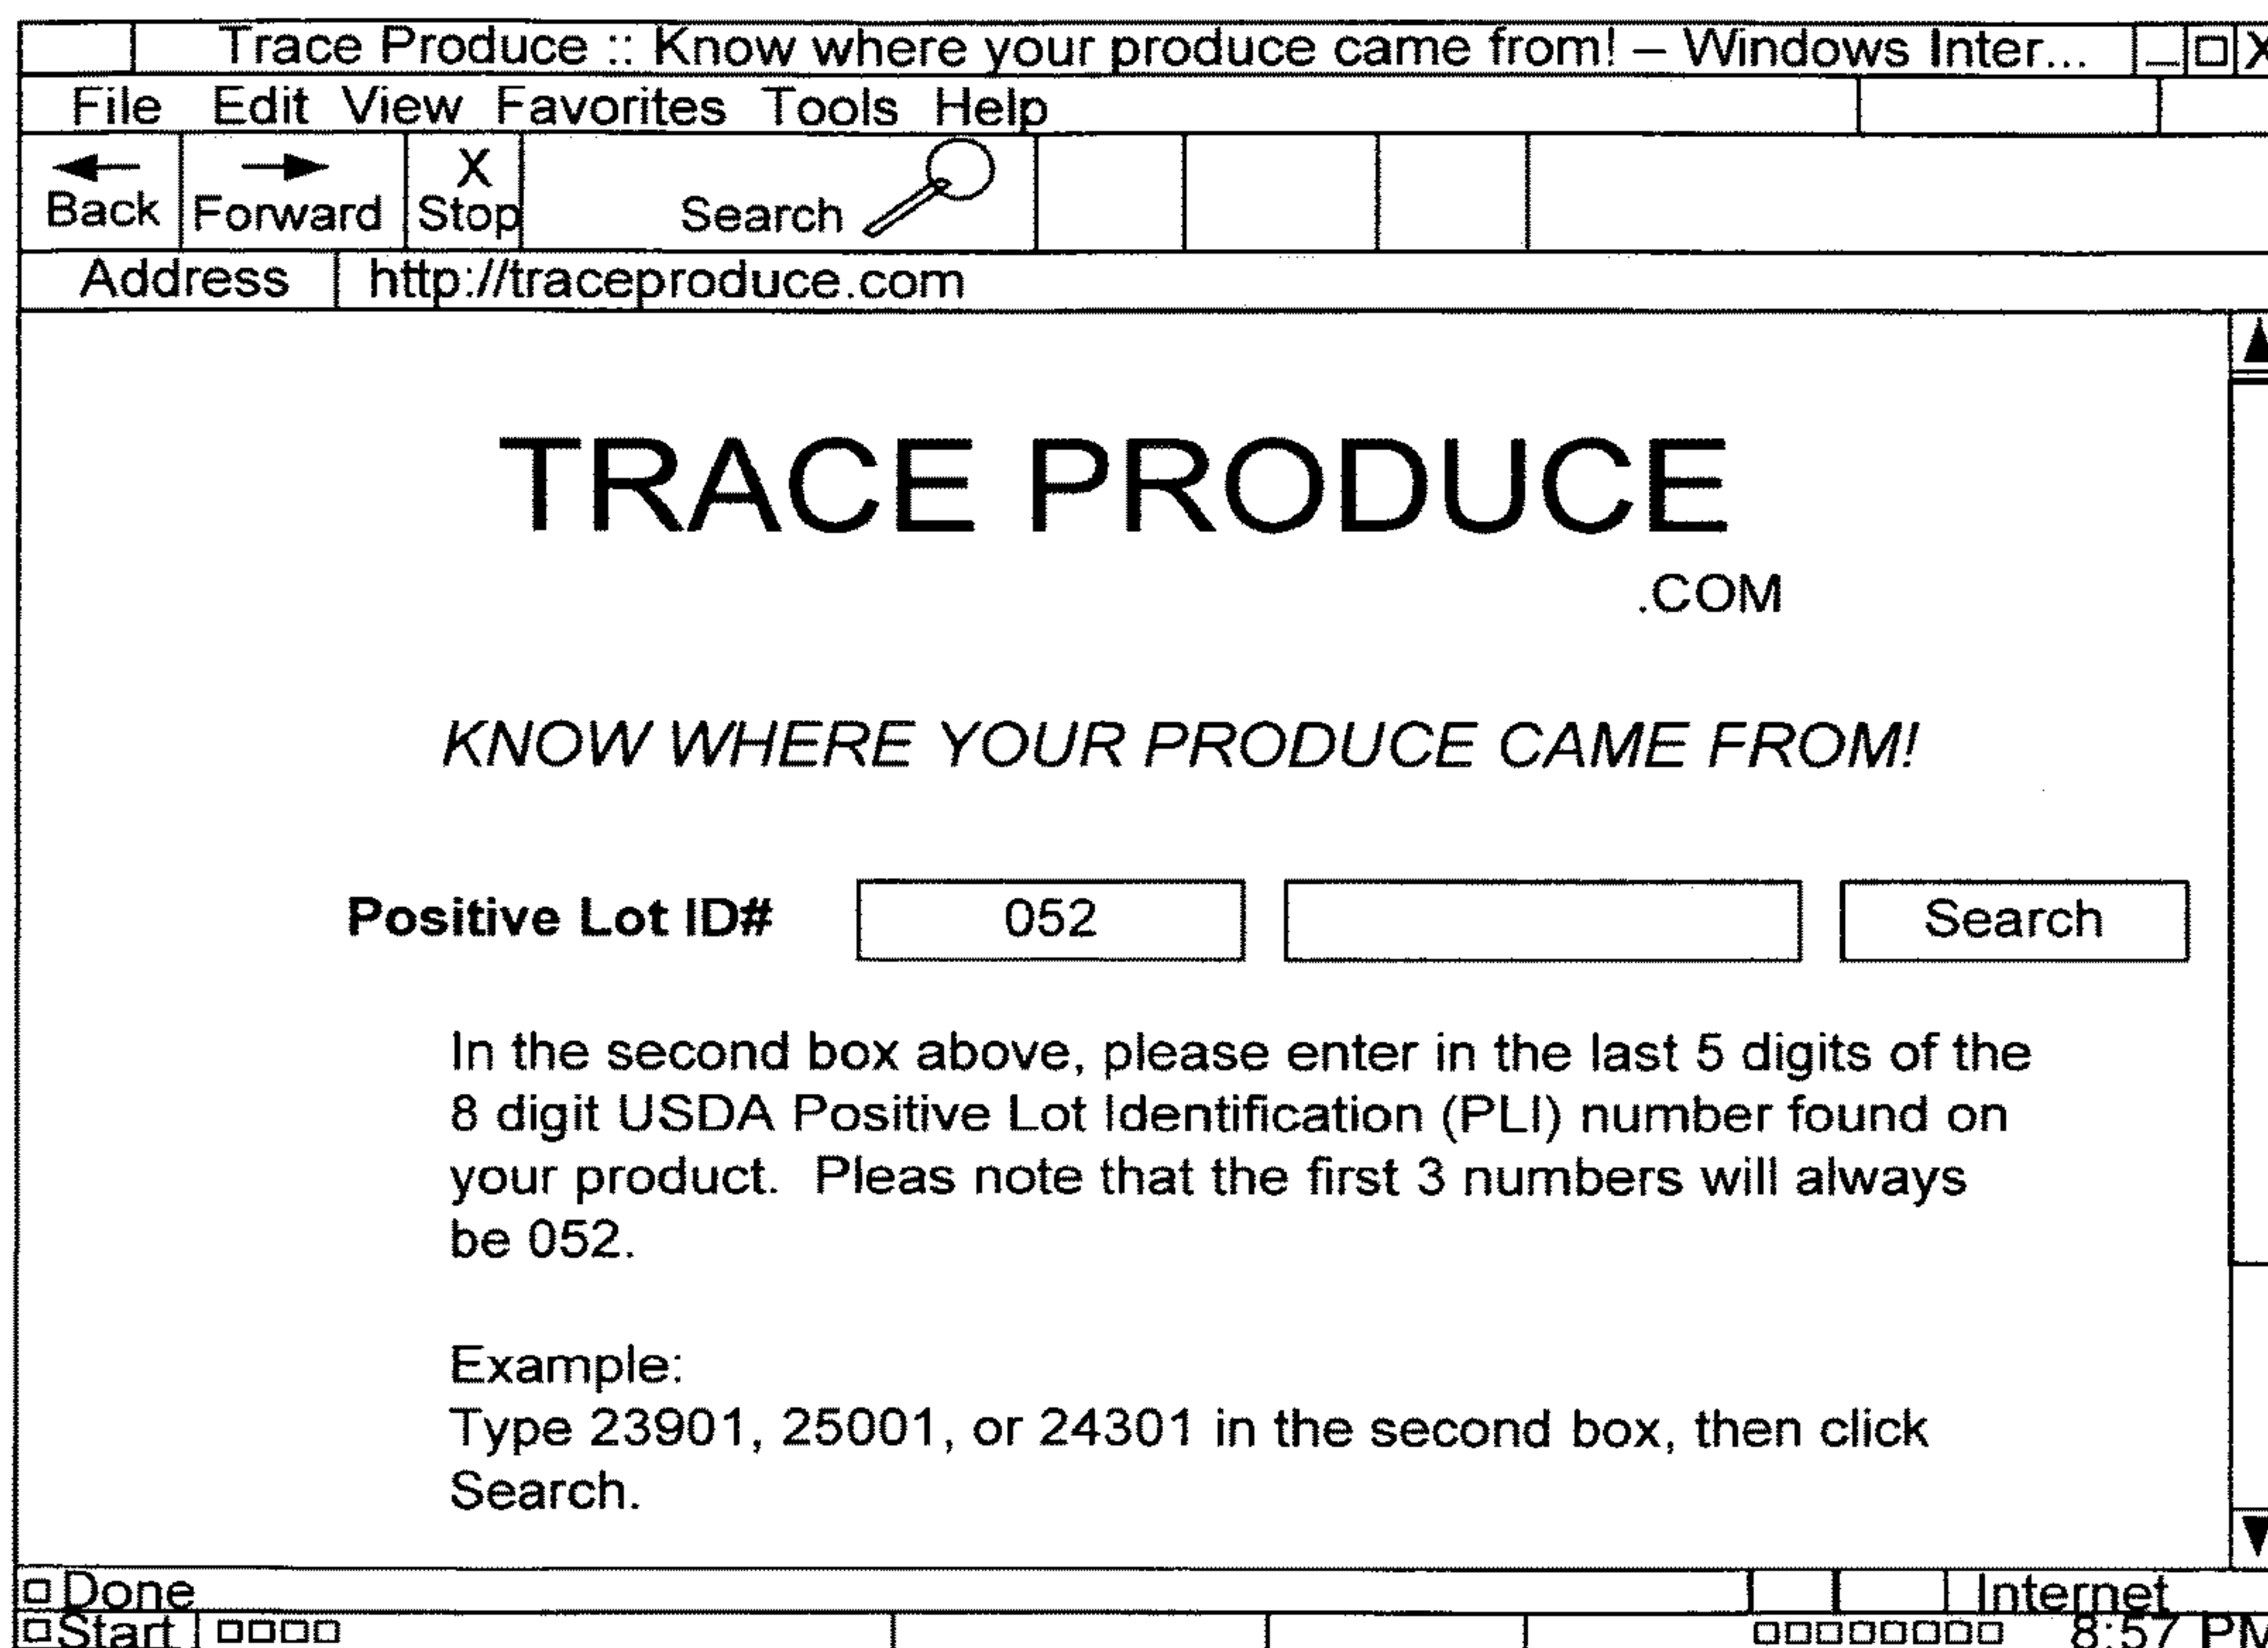 Trace Produce :: Know where your produce came from! – Windows Inter... _ □ X
File Edit View Favorites Tools Help
X
Back Forward Stop Search
Address http://traceproduce.com
TRACE PRODUCE
.COM
KNOW WHERE YOUR PRODUCE CAME FROM!
Positive Lot ID# 052 Search
In the second box above, please enter in the last 5 digits of the
8 digit USDA Positive Lot Identification (PLI) number found on
your product. Pleas note that the first 3 numbers will always
be 052.
Example:
Type 23901, 25001, or 24301 in the second box, then click
Search.
Done Internet
Start 8:57 PM